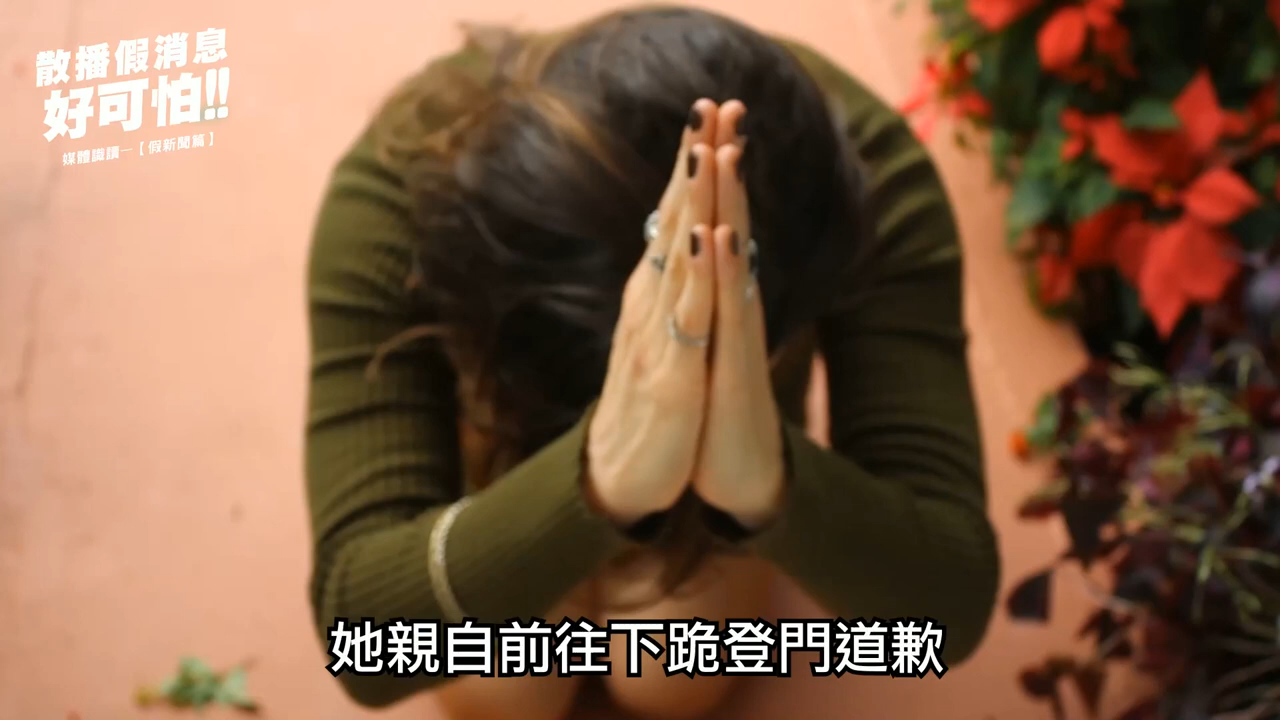 散播假消息
好可怕!!
媒體識讀—【假新聞篇】
她親自前往下跪登門道歉